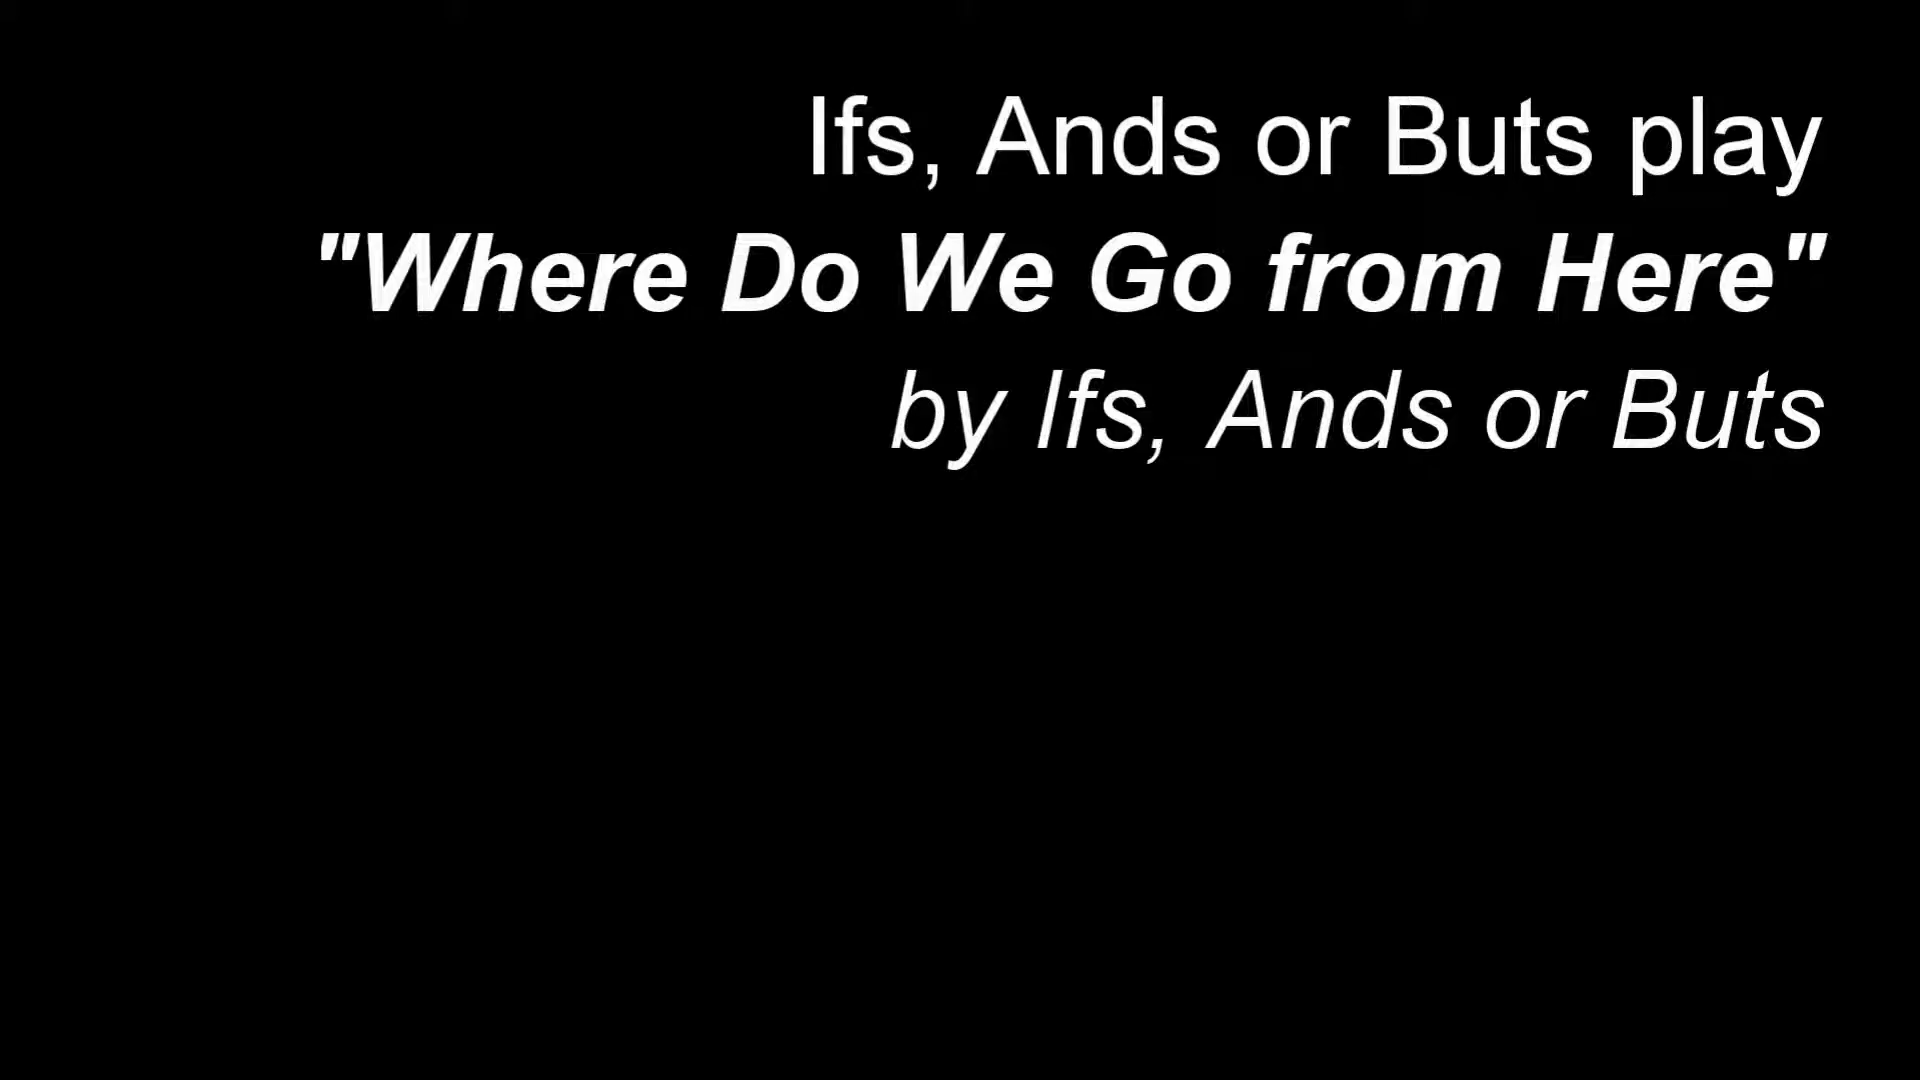 Ifs, Ands or Buts play
"Where Do We Go from Here"
by Ifs, Ands or Buts